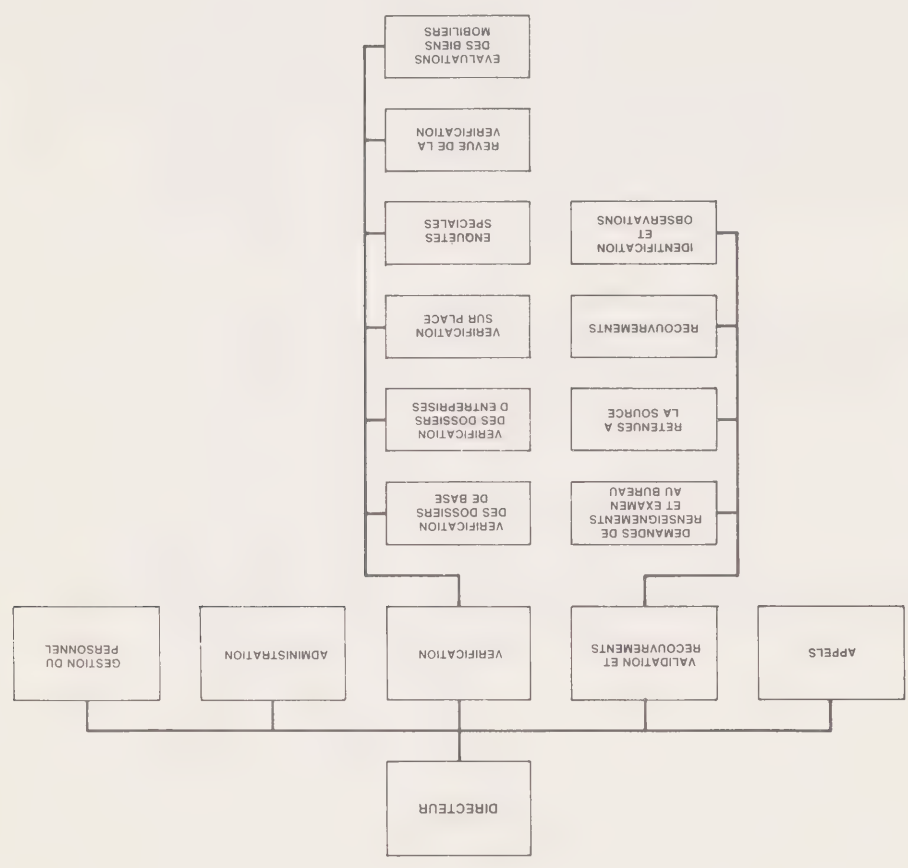 DIRECTEUR
APPELS
VALIDATION ET
RECOUVREMENTS
VERIFICATION
ADMINISTRATION
GESTION DU
PERSONNEL
DEMANDES DE
RENSEIGNEMENTS
ET EXAMEN
AU BUREAU
RETENUES A
LA SOURCE
RECOUVREMENTS
IDENTIFICATION
ET
OBSERVATIONS
VERIFICATION
DES DOSSIERS
DE BASE
VERIFICATION
DES DOSSIERS
D ENTREPRISES
VERIFICATION
SUR PLACE
ENQUETES
SPECIALES
REVUE DE LA
VERIFICATION
EVALUATIONS
DES BIENS
MOBILIERS